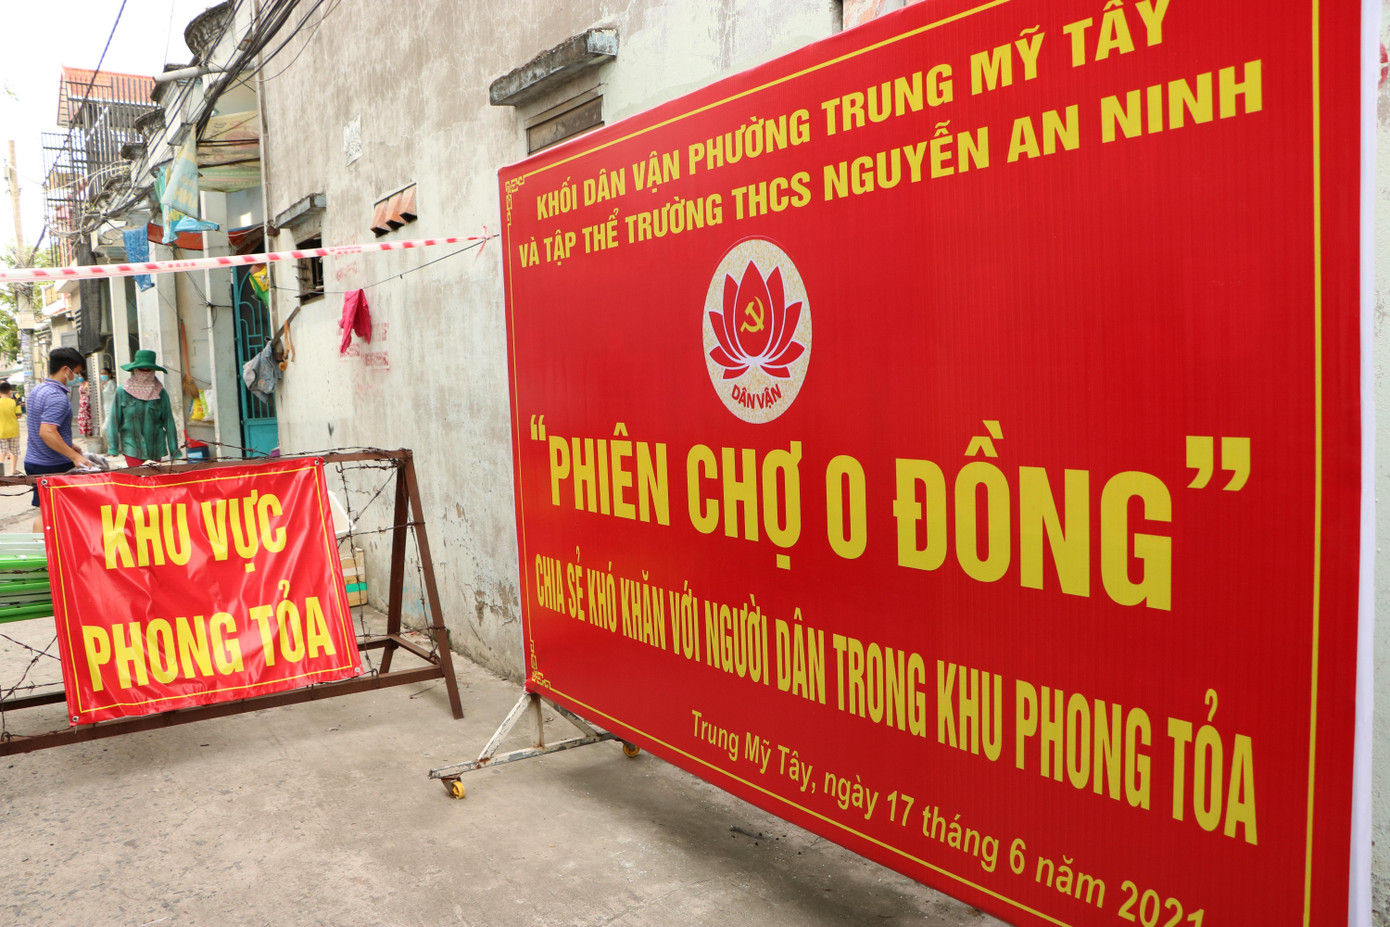 KHU VỰC
PHONG TỎA
KHỐI DÂN VẬN PHƯỜNG TRUNG MỸ TÂY
VÀ TẬP THỂ TRƯỜNG THCS NGUYỄN AN NINH
DÂN VẬN
“PHIÊN CHỢ 0 ĐỒNG”
CHIA SẺ KHÓ KHĂN VỚI NGƯỜI DÂN TRONG KHU PHONG TỎA
Trung Mỹ Tây, ngày 17 tháng 6 năm 2021